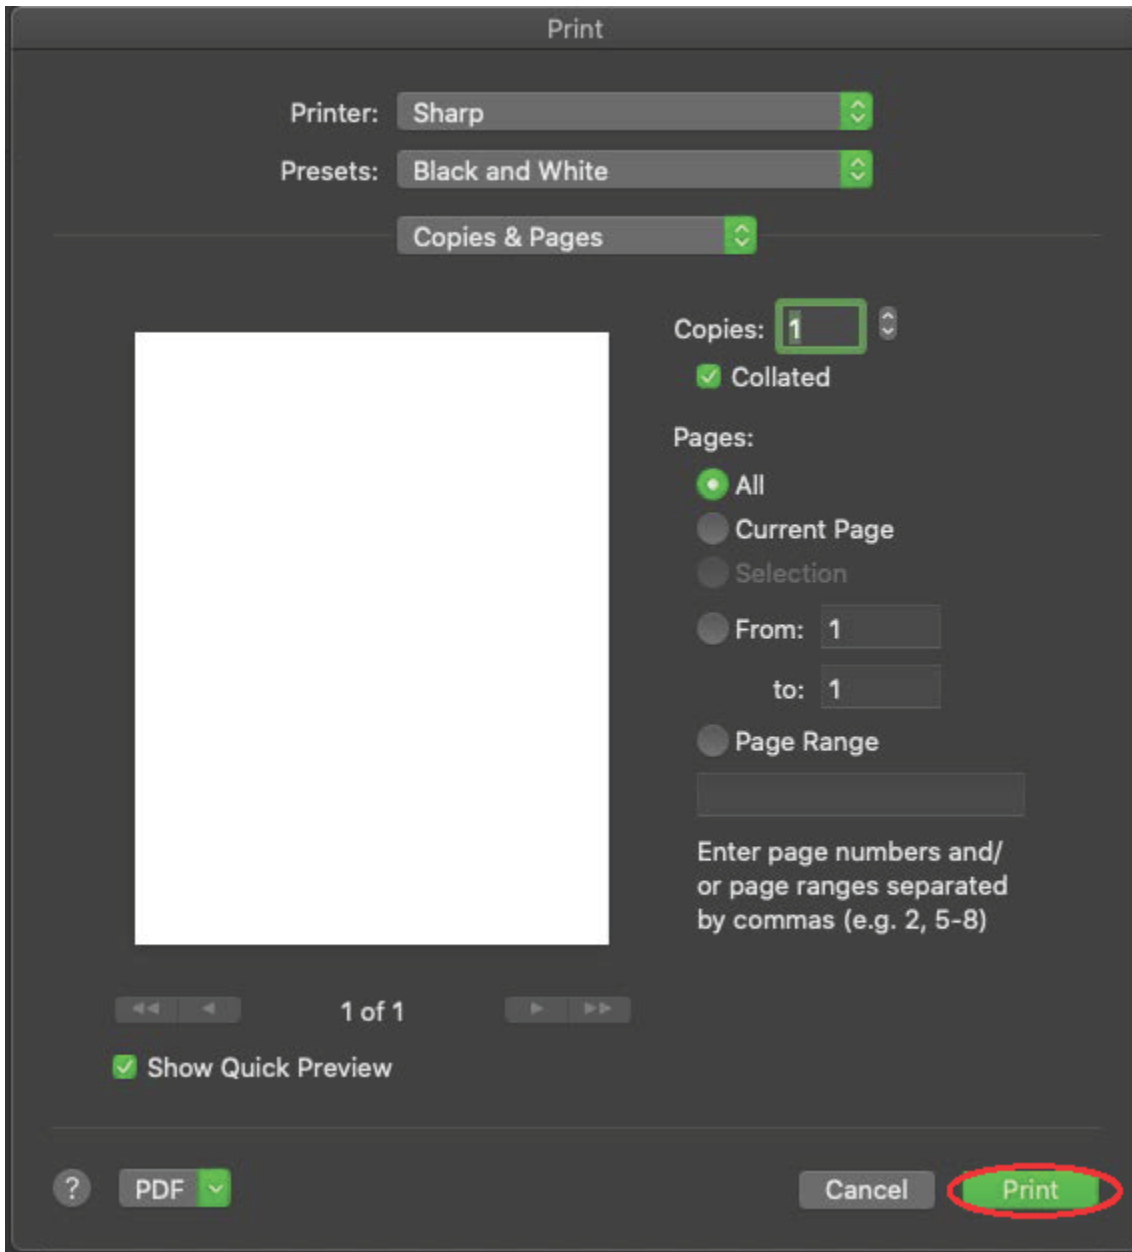 Print
Printer: Sharp
Presets: Black and White
Copies & Pages
Copies: 1
Collated
Pages:
All
Current Page
Selection
From: 1
to: 1
Page Range
Enter page numbers and/
or page ranges separated
by commas (e.g. 2, 5-8)
1 of 1
Show Quick Preview
? PDF Cancel Print